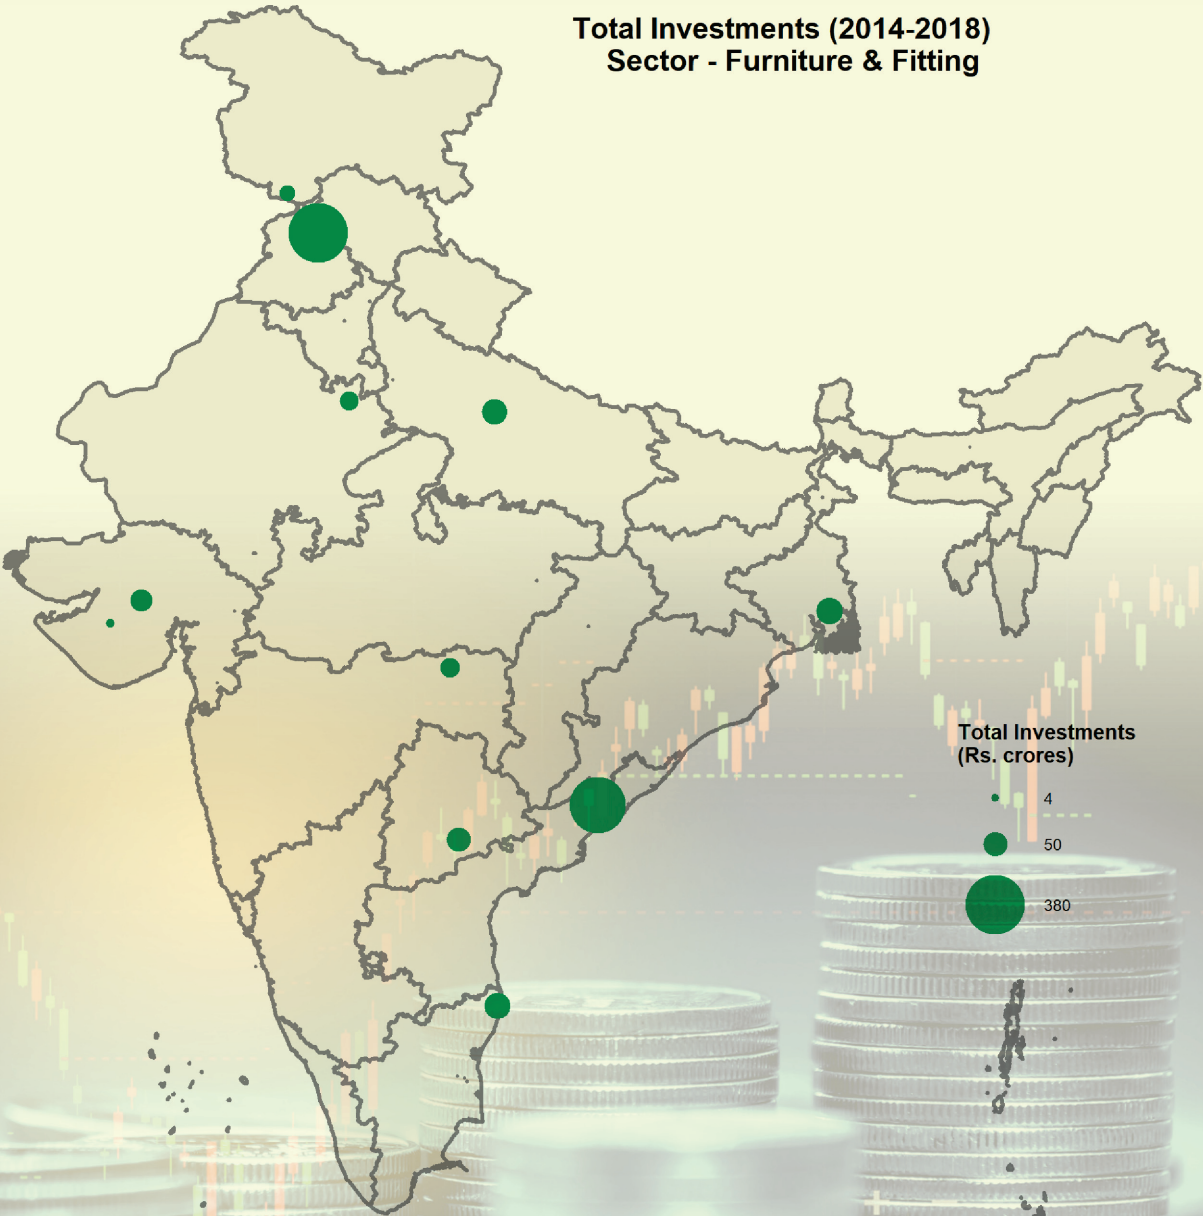 Total Investments (2014-2018)
Sector - Furniture & Fitting
Total Investments
(Rs. crores)
4
50
380